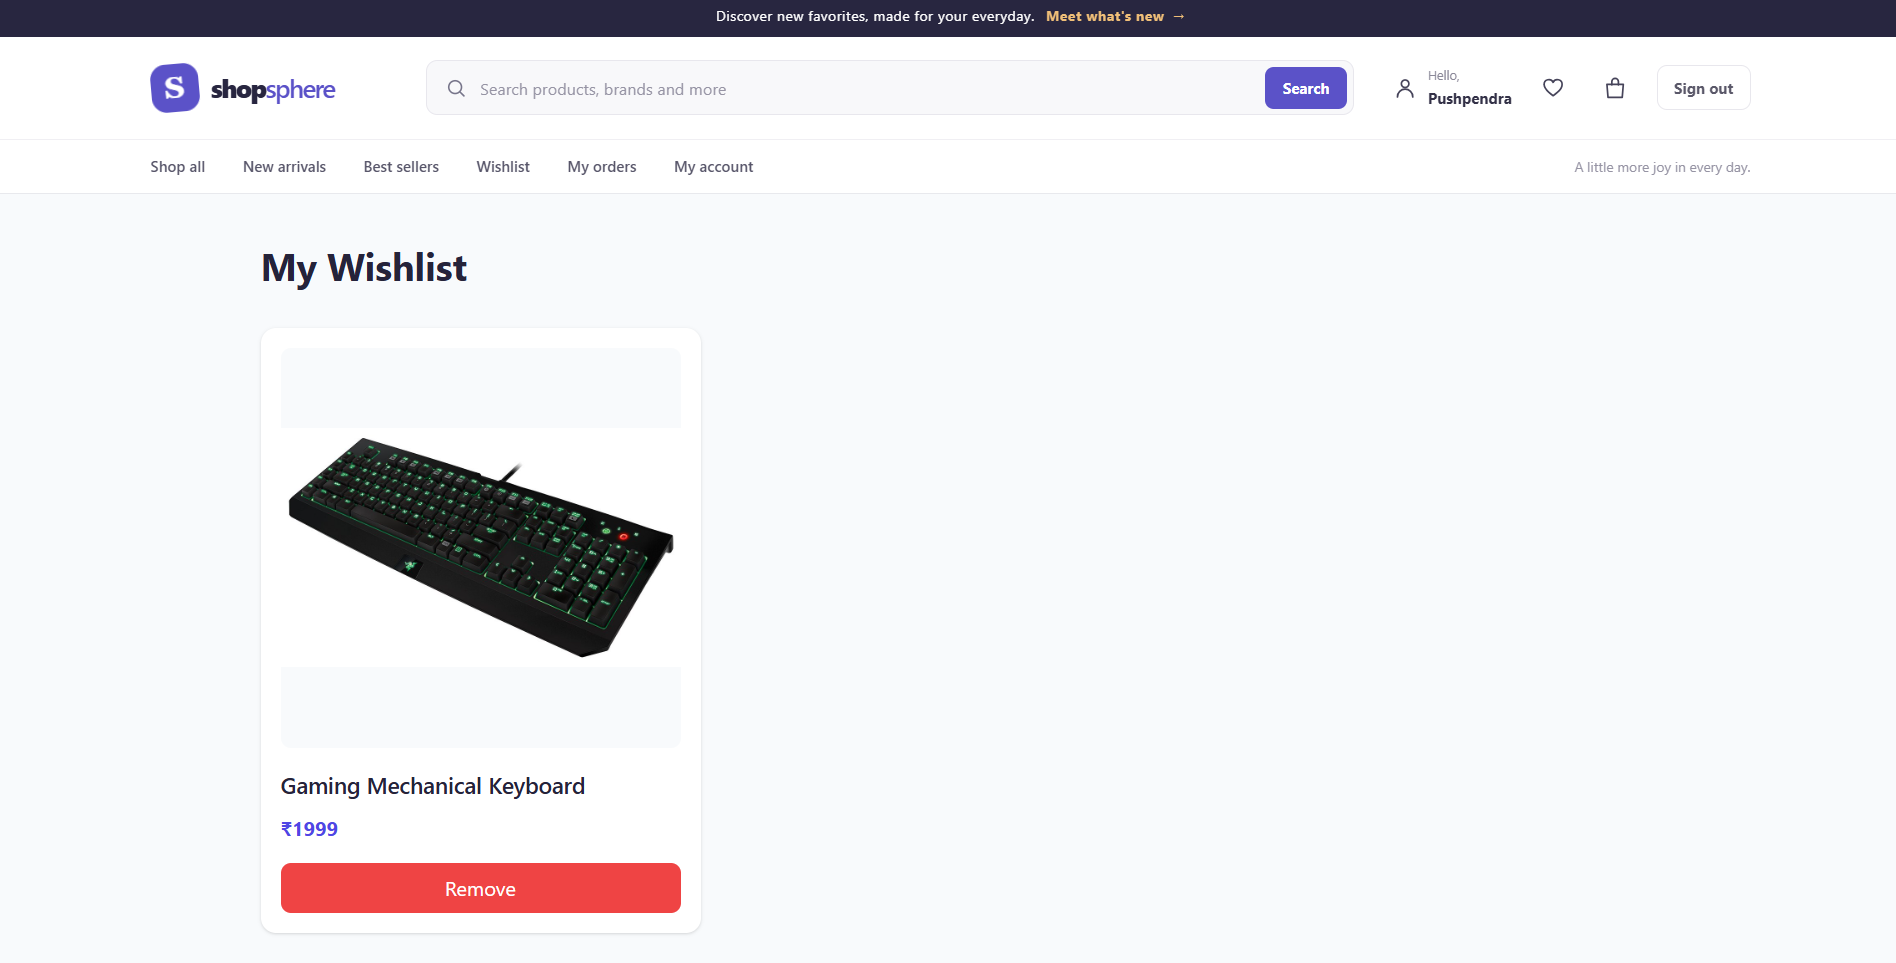 Discover new favorites, made for your everyday. Meet what's new →
S shopsphere
Search products, brands and more
Search
Hello,
Pushpendra
Sign out
Shop all New arrivals Best sellers Wishlist My orders My account
A little more joy in every day.
My Wishlist
Gaming Mechanical Keyboard
₹1999
Remove